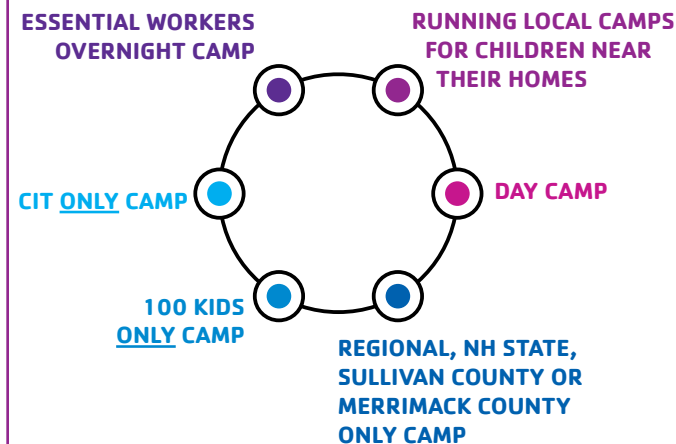 ESSENTIAL WORKERS
OVERNIGHT CAMP
RUNNING LOCAL CAMPS
FOR CHILDREN NEAR
THEIR HOMES
CIT ONLY CAMP
DAY CAMP
100 KIDS
ONLY CAMP
REGIONAL, NH STATE,
SULLIVAN COUNTY OR
MERRIMACK COUNTY
ONLY CAMP